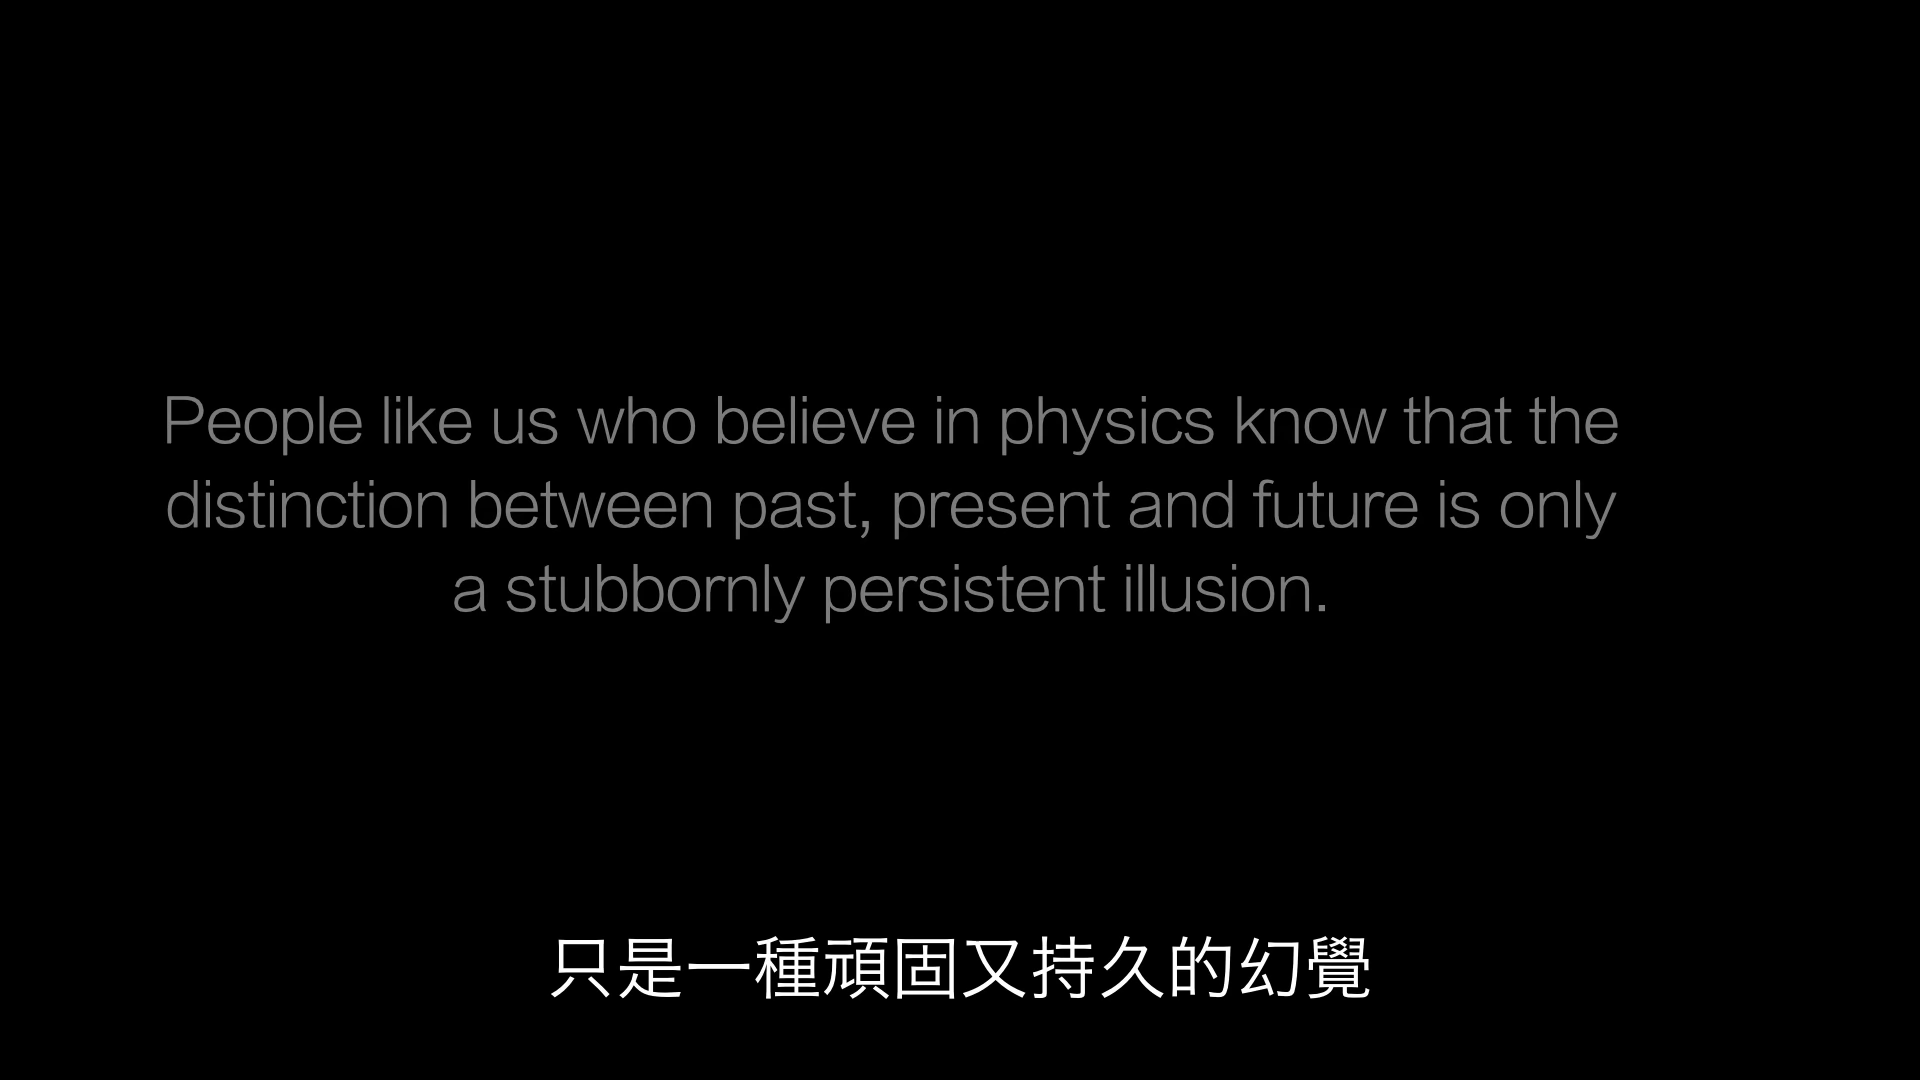 People like us who believe in physics know that the
distinction between past, present and future is only
a stubbornly persistent illusion.
只是一種頑固又持久的幻覺